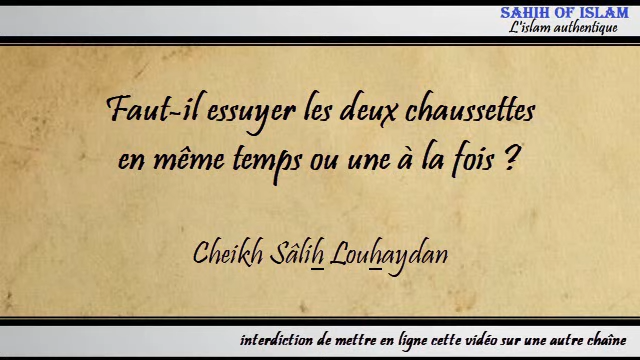 SAHIH OF ISLAM
L'islam authentique
Faut-il essuyer les deux chaussettes
en même temps ou une à la fois ?
Cheikh Sâlih Louhaydan
interdiction de mettre en ligne cette vidéo sur une autre chaîne